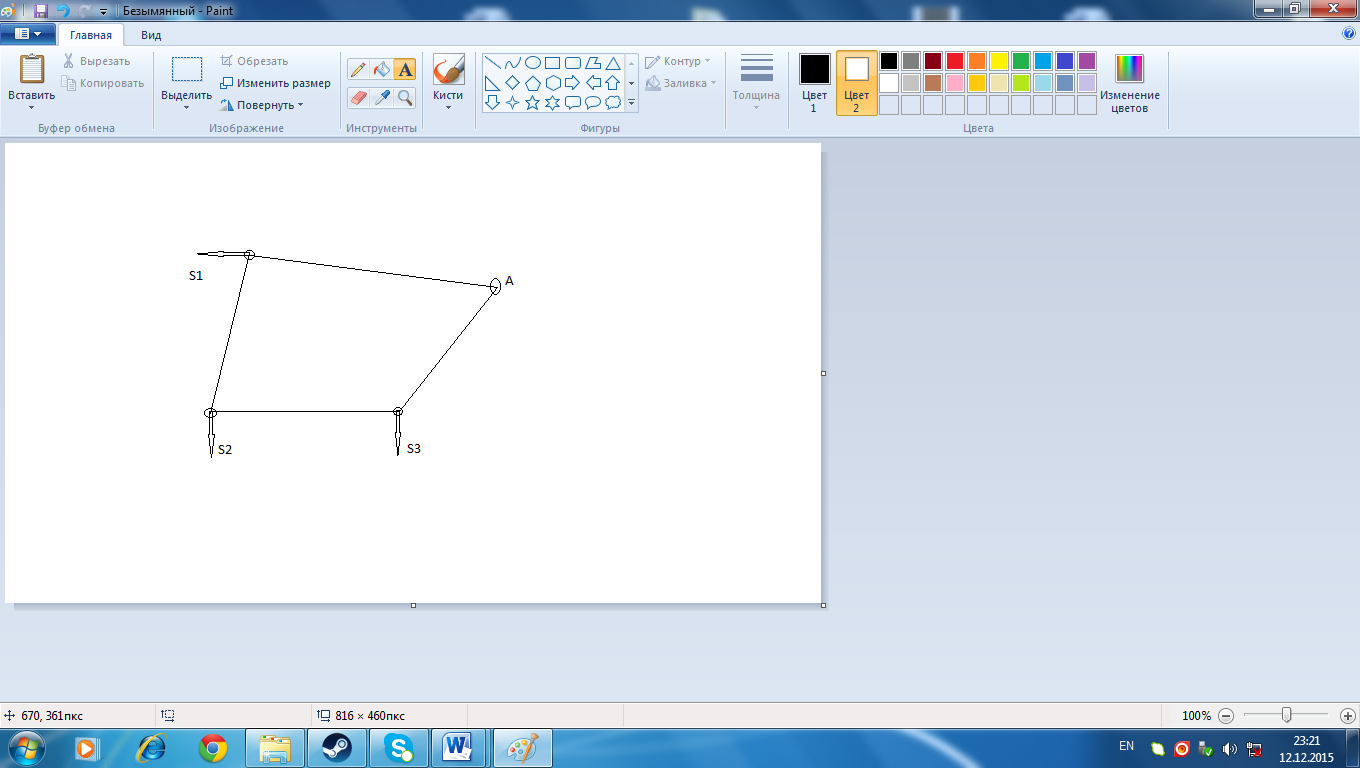 Безымянный - Paint
Главная Вид
Вставить
Вырезать
Копировать
Буфер обмена
Выделить
Обрезать
Изменить размер
Повернуть
Изображение
A
Инструменты
Кисти
Контур
Заливка
Фигуры
Толщина
Цвет 1
Цвет 2
Изменение цветов
Цвета
S1
A
S2
S3
670, 361пкс
816 × 460пкс
100%
EN
23:21
12.12.2015